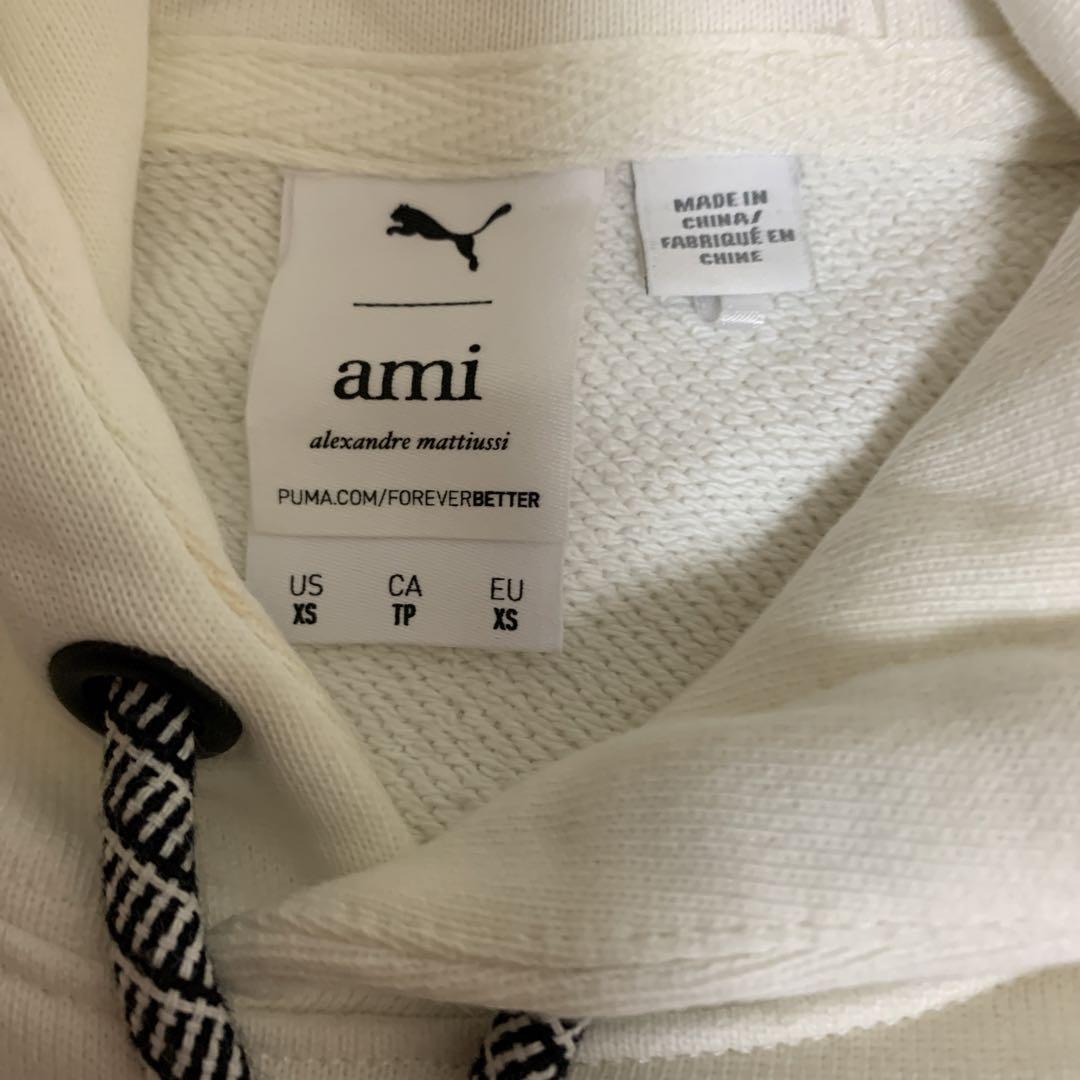 ami
alexandre mattiussi
PUMA.COM/FOREVERBETTER
US CA EU
XS TP XS
MADE IN
CHINA/
FABRIQUÉ EN
CHINE